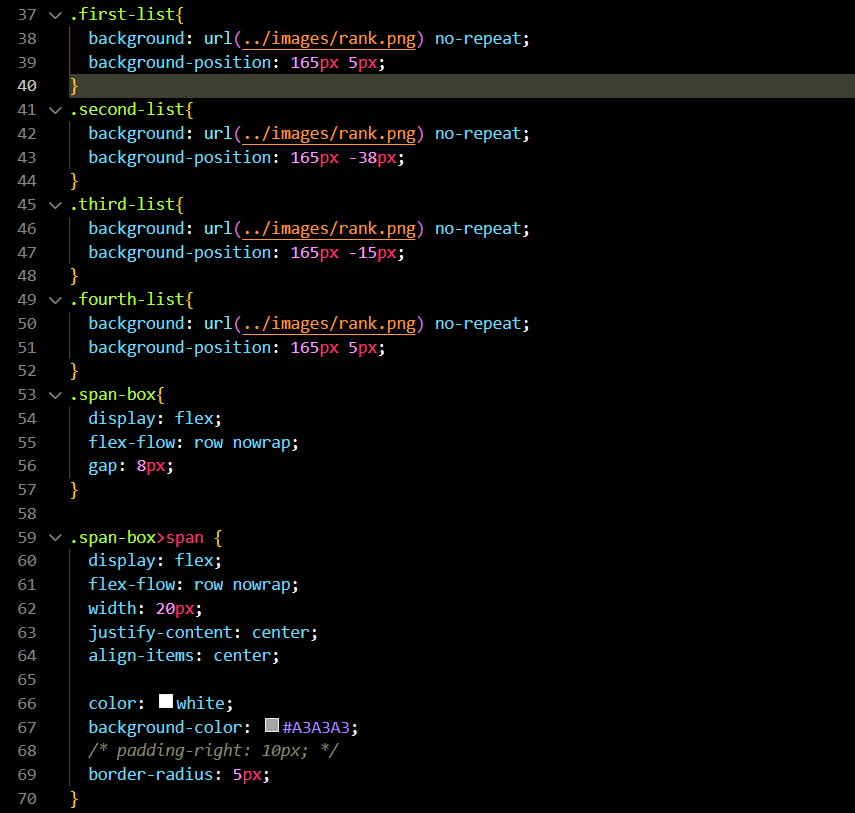 37 .first-list{
38 background: url(../images/rank.png) no-repeat;
39 background-position: 165px 5px;
40 }
41 .second-list{
42 background: url(../images/rank.png) no-repeat;
43 background-position: 165px -38px;
44 }
45 .third-list{
46 background: url(../images/rank.png) no-repeat;
47 background-position: 165px -15px;
48 }
49 .fourth-list{
50 background: url(../images/rank.png) no-repeat;
51 background-position: 165px 5px;
52 }
53 .span-box{
54 display: flex;
55 flex-flow: row nowrap;
56 gap: 8px;
57 }
58
59 .span-box>span {
60 display: flex;
61 flex-flow: row nowrap;
62 width: 20px;
63 justify-content: center;
64 align-items: center;
65
66 color: white;
67 background-color: #A3A3A3;
68 /* padding-right: 10px; */
69 border-radius: 5px;
70 }